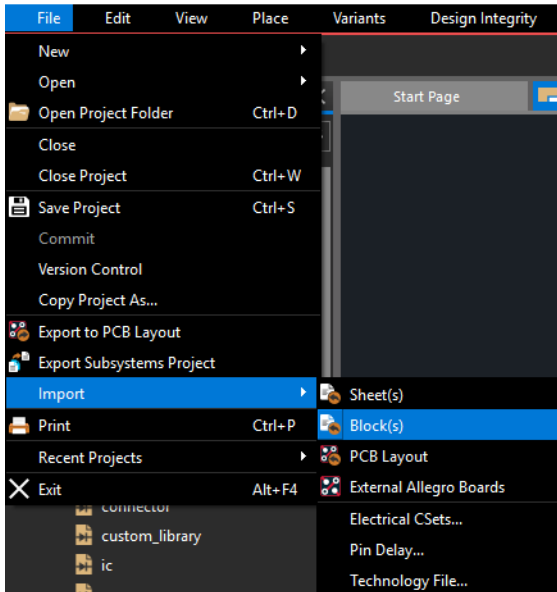 File Edit View Place Variants Design Integrity
New
Open
Start Page
Open Project Folder Ctrl+D
Close
Close Project Ctrl+W
Save Project Ctrl+S
Commit
Version Control
Copy Project As...
Export to PCB Layout
Export Subsystems Project
Import
Sheet(s)
Print Ctrl+P
Block(s)
Recent Projects
PCB Layout
Exit Alt+F4
External Allegro Boards
connector
Electrical CSets...
custom_library
Pin Delay...
ic
Technology File...